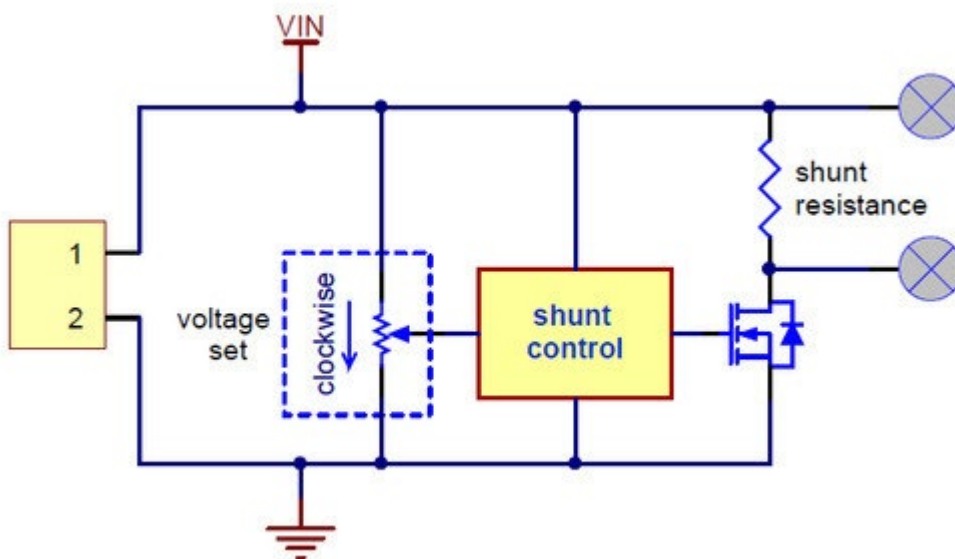 VIN
1
2
voltage
set
clockwise
shunt
control
shunt
resistance